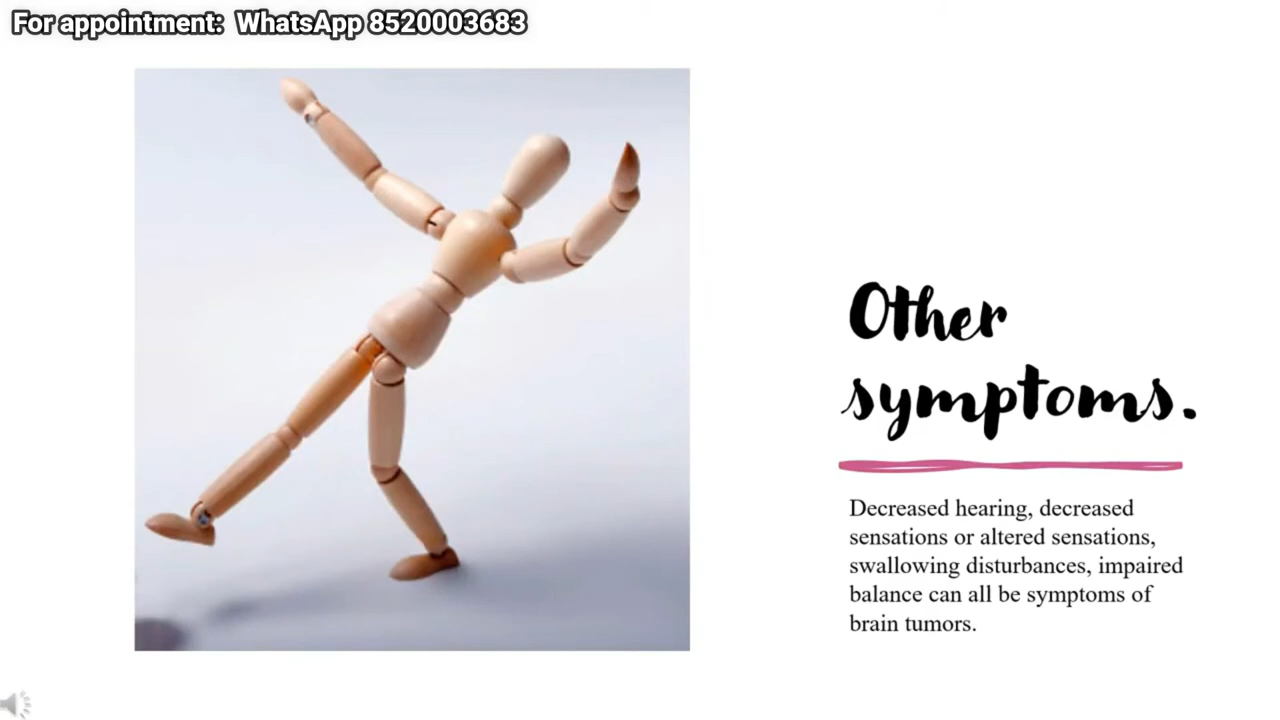 For appointment: WhatsApp 8520003683
Other
symptoms.
Decreased hearing, decreased
sensations or altered sensations,
swallowing disturbances, impaired
balance can all be symptoms of
brain tumors.